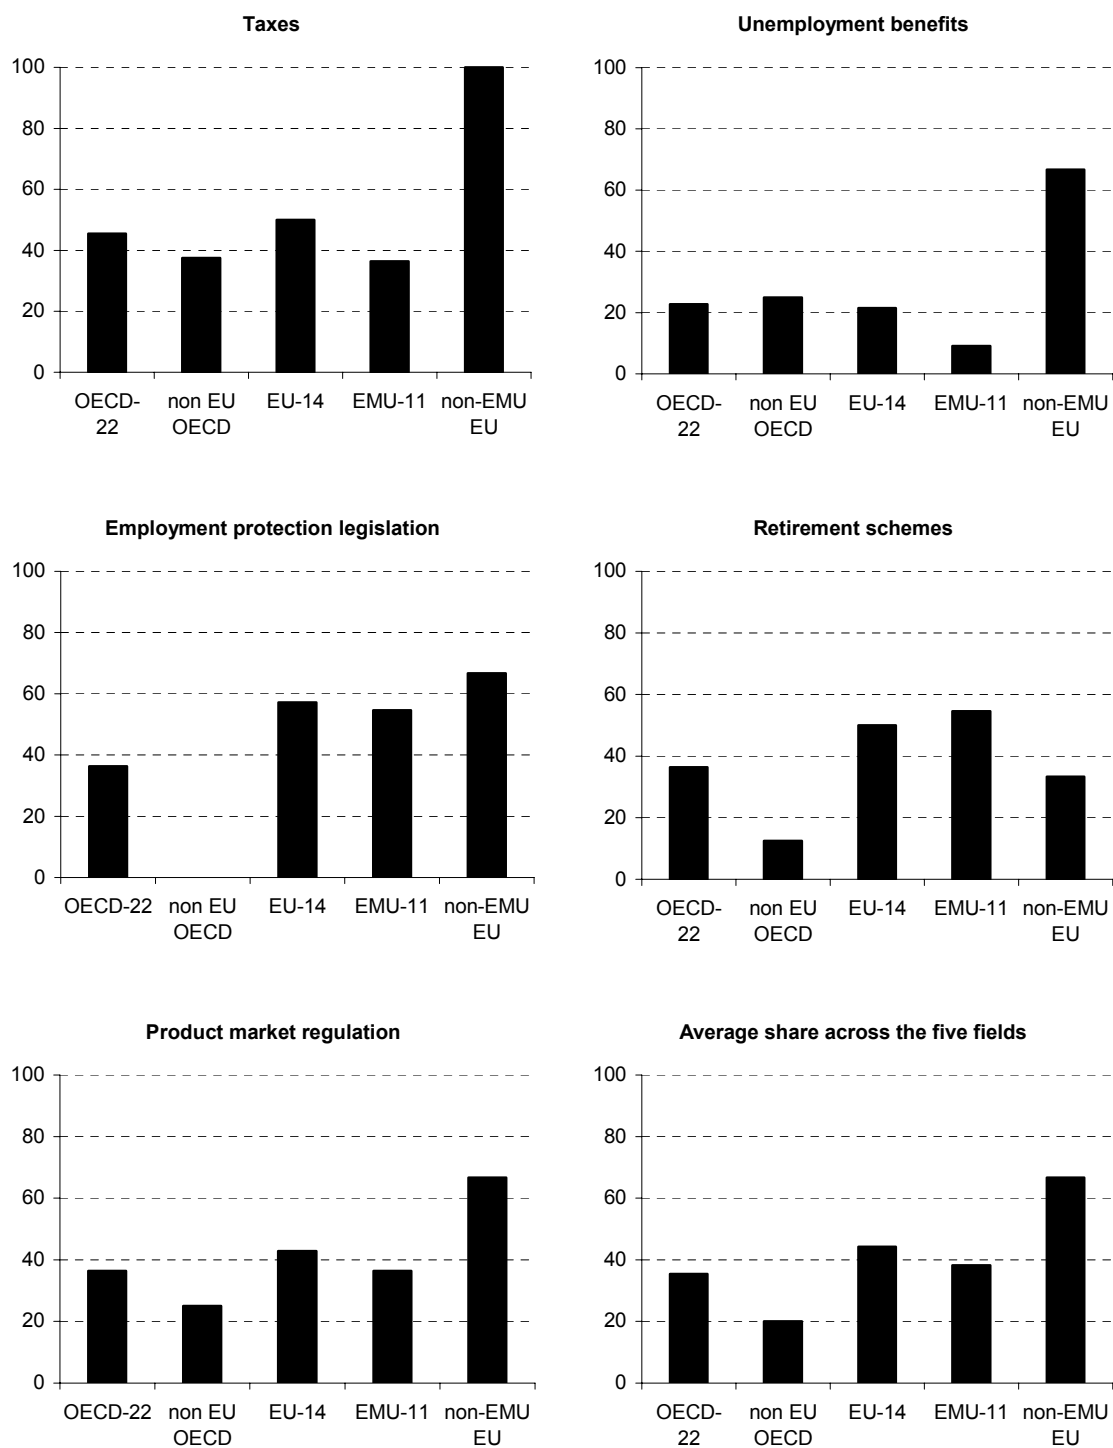 Taxes
100
80
60
40
20
0
OECD-
22
non EU
OECD
EU-14
EMU-11
non-EMU
EU
Unemployment benefits
100
80
60
40
20
0
OECD-
22
non EU
OECD
EU-14
EMU-11
non-EMU
EU
Employment protection legislation
100
80
60
40
20
0
OECD-22
non EU
OECD
EU-14
EMU-11
non-EMU
EU
Retirement schemes
100
80
60
40
20
0
OECD-
22
non EU
OECD
EU-14
EMU-11
non-EMU
EU
Product market regulation
100
80
60
40
20
0
OECD-22
non EU
OECD
EU-14
EMU-11
non-EMU
EU
Average share across the five fields
100
80
60
40
20
0
OECD-
22
non EU
OECD
EU-14
EMU-11
non-EMU
EU